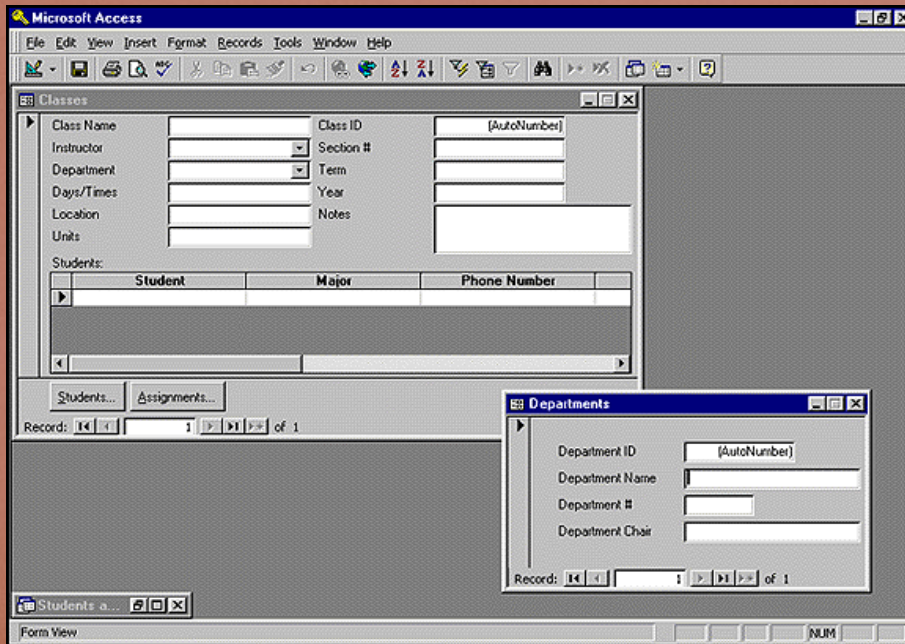 Microsoft Access
File Edit View Insert Format Records Tools Window Help
Classes
Class Name Class ID (AutoNumber)
Instructor Section #
Department Term
Days/Times Year
Location Notes
Units
Students:
Student Major Phone Number
Students... Assignments...
Record: 1 of 1
Departments
Department ID (AutoNumber)
Department Name
Department #
Department Chair
Record: 1 of 1
Students a...
Form View NUM